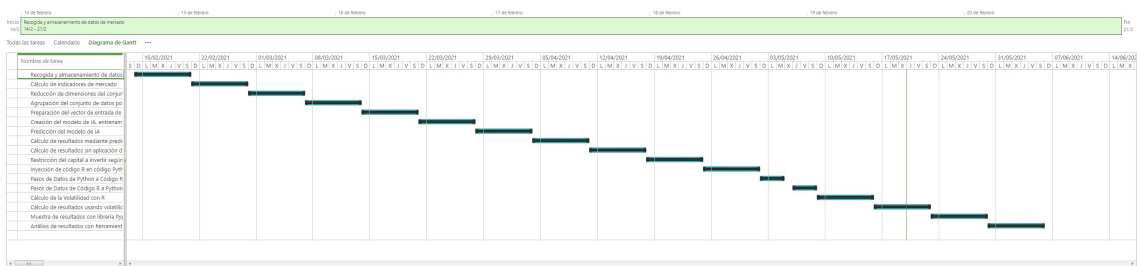 14 de febrero 15 de febrero 16 de febrero 17 de febrero 18 de febrero 19 de febrero 20 de febrero
Inicio Recogida y almacenamiento de datos de mercado Fin
14/2 14/2 - 21/2 21/2
Todas las tareas Calendario Diagrama de Gantt ···
Nombre de tarea
15/02/2021 22/02/2021 01/03/2021 08/03/2021 15/03/2021 22/03/2021 29/03/2021 05/04/2021 12/04/2021 19/04/2021 26/04/2021 03/05/2021 10/05/2021 17/05/2021 24/05/2021 31/05/2021 07/06/2021 14/06/202
S D L M X J V S D L M X J V S D L M X J V S D L M X J V S D L M X J V S D L M X J V S D L M X J V S D L M X J V S D L M X J V S D L M X J V S D L M X J V S D L M X J V S D L M X J V S D L M X J V S D L M X J V S D L M X J V S D L M X J V S D L M X
Recogida y almacenamiento de datos
Cálculo de indicadores de mercado
Reducción de dimensiones del conjun
Agrupación del conjunto de datos po
Preparación del vector de entrada de
Creación del modelo de IA, entrenam
Predicción del modelo de IA
Cálculo de resultados mediante predi
Cálculo de resultados sin aplicación d
Restricción del capital a invertir según
Inyección de código R en código Pyth
Pasos de Datos de Python a Código R
Pasos de Datos de Código R a Python
Cálculo de la Volatilidad con R
Cálculo de resultados usando volatilic
Muestra de resultados con librería Pyp
Análisis de resultados con herramient